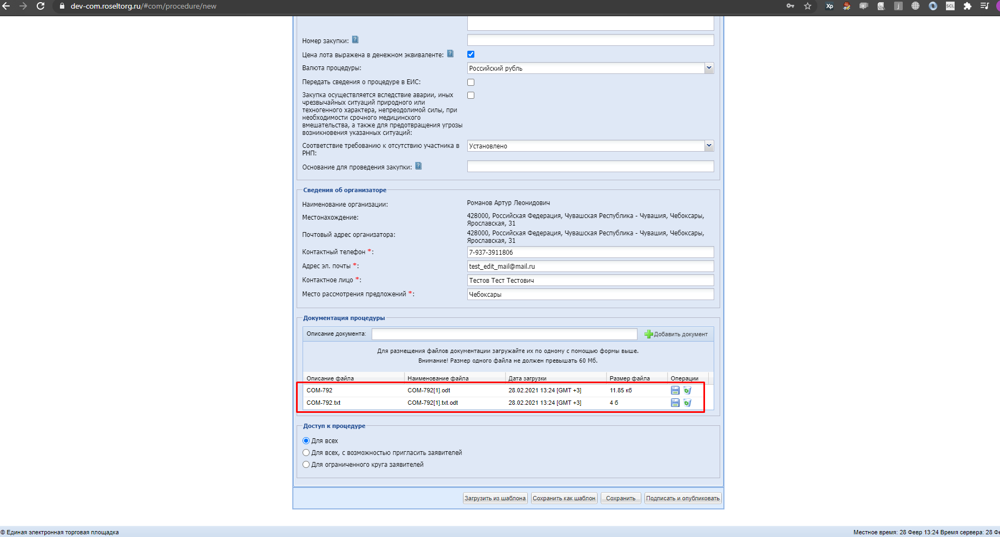 dev-com.roseltorg.ru/#com/procedure/new
Номер закупки:
Цена лота выражена в денежном эквиваленте:
Валюта процедуры: Российский рубль
Передать сведения о процедуре в ЕИС:
Закупка осуществляется вследствие аварии, иных
чрезвычайных ситуаций природного или
техногенного характера, непреодолимой силы, при
необходимости срочного медицинского
вмешательства, а также для предотвращения угрозы
возникновения указанных ситуаций:
Соответствие требованию к отсутствию участника в
РНП:
Установлено
Основание для проведения закупки:
Сведения об организаторе
Наименование организации: Романов Артур Леонидович
Местонахождение: 428000, Российская Федерация, Чувашская Республика - Чувашия, Чебоксары,
Ярославская, 31
Почтовый адрес организатора: 428000, Российская Федерация, Чувашская Республика - Чувашия, Чебоксары,
Ярославская, 31
Контактный телефон *: 7-937-3911806
Адрес эл. почты *: test_edit_mail@mail.ru
Контактное лицо *: Тестов Тест Тестович
Место рассмотрения предложений *: Чебоксары
Документация процедуры
Описание документа: Добавить документ
Для размещения файлов документации загружайте их по одному с помощью формы выше.
Внимание! Размер одного файла не должен превышать 60 Мб.
Описание файла Наименование файла Дата загрузки Размер файла Операции
COM-792 COM-792[1].odt 28.02.2021 13:24 [GMT +3] 11.85 кб
COM-792.txt COM-792[1].txt.odt 28.02.2021 13:24 [GMT +3] 4 б
Доступ к процедуре
Для всех
Для всех, с возможностью пригласить заявителей
Для ограниченного круга заявителей
Загрузить из шаблона Сохранить как шаблон Сохранить Подписать и опубликовать
© Единая электронная торговая площадка Местное время: 28 Февр 13:24 Время сервера: 28